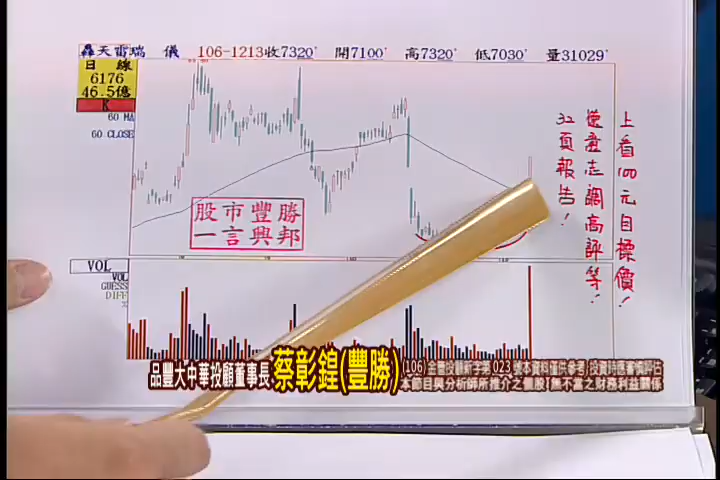 轟天雷瑞 儀 106-1213收7320' 開7100' 高7320' 低7030' 量31029'
日 線
6176
46.5億
K
60 MA
60 CLOSE
上看100元目標價!
億壹志調高評等!
32頁報告!
股市豐勝
一言興邦
VOL
VOL
GUESS
DIFF
品豐大中華投顧董事長 蔡彰鍠(豐勝)
(106)金管投顧新字第023號 本資料僅供參考 投資時應審慎評估
本節目與分析師所推介之個股 無不當之財務利益關係